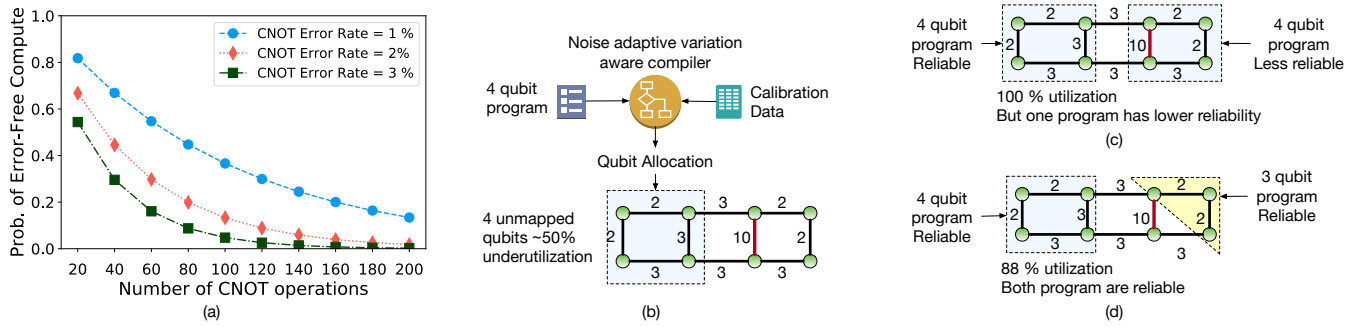 1.0
0.8
0.6
0.4
0.2
0.0
Prob. of Error-Free Compute
CNOT Error Rate = 1 %
CNOT Error Rate = 2%
CNOT Error Rate = 3 %
20 40 60 80 100 120 140 160 180 200
Number of CNOT operations
(a)
Noise adaptive variation
aware compiler
4 qubit
program
Calibration
Data
Qubit Allocation
4 unmapped
qubits ~50%
underutilization
2 3 2
2 3 10 2
3 3 3
(b)
4 qubit
program
Reliable
2 3 2
2 3 10 2
3 3 3
4 qubit
program
Less reliable
100 % utilization
But one program has lower reliability
(c)
4 qubit
program
Reliable
2 3 2
2 3 10 2
3 3 3
3 qubit
program
Reliable
88 % utilization
Both program are reliable
(d)